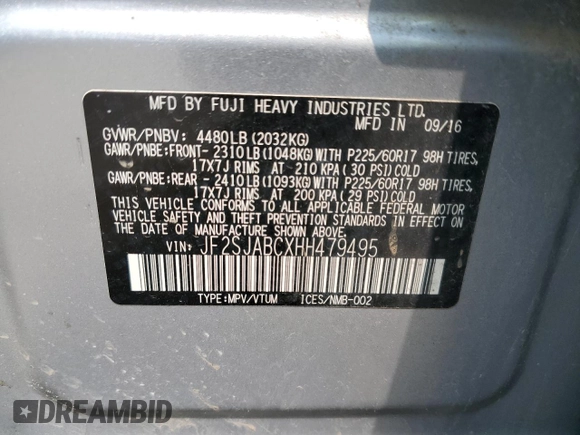 MFD BY FUJI HEAVY INDUSTRIES LTD.
MFD IN 09/16
GVWR/PNBV: 4480LB(2032KG)
GAWR/PNBE:FRONT-2310LB(1048KG)WITH P225/60R17 98H TIRES,
17X7J RIMS AT 210 KPA(30 PSI)COLD
GAWR/PNBE:REAR -2410LB(1093KG)WITH P225/60R17 98H TIRES,
17X7J RIMS AT 200 KPA(29 PSI)COLD
THIS VEHICLE CONFORMS TO ALL APPLICABLE FEDERAL MOTOR
VEHICLE SAFETY AND THEFT PREVENTION STANDARDS IN EFFECT ON
THE DATE OF MANUFACTURE SHOWN ABOVE.
VIN: JF2SJABCXHH479495
TYPE:MPV/VTUM ICES/NMB-002
DREAMBID